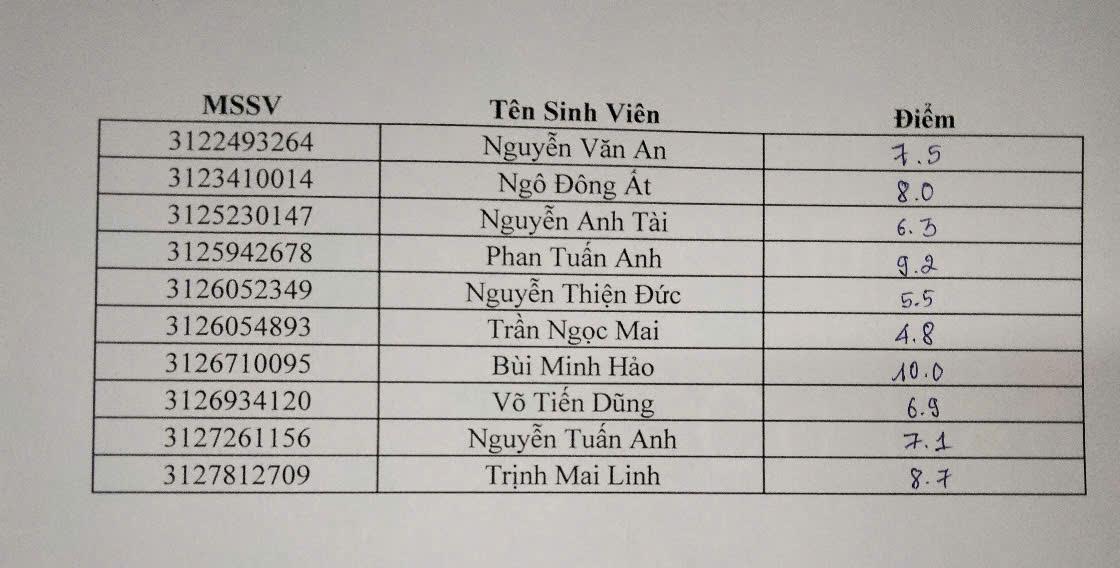 MSSV Tên Sinh Viên Điểm
3122493264 Nguyễn Văn An 7.5
3123410014 Ngô Đông Ất 8.0
3125230147 Nguyễn Anh Tài 6.3
3125942678 Phan Tuấn Anh 9.2
3126052349 Nguyễn Thiện Đức 5.5
3126054893 Trần Ngọc Mai 4.8
3126710095 Bùi Minh Hảo 10.0
3126934120 Võ Tiến Dũng 6.9
3127261156 Nguyễn Tuấn Anh 7.1
3127812709 Trịnh Mai Linh 8.7